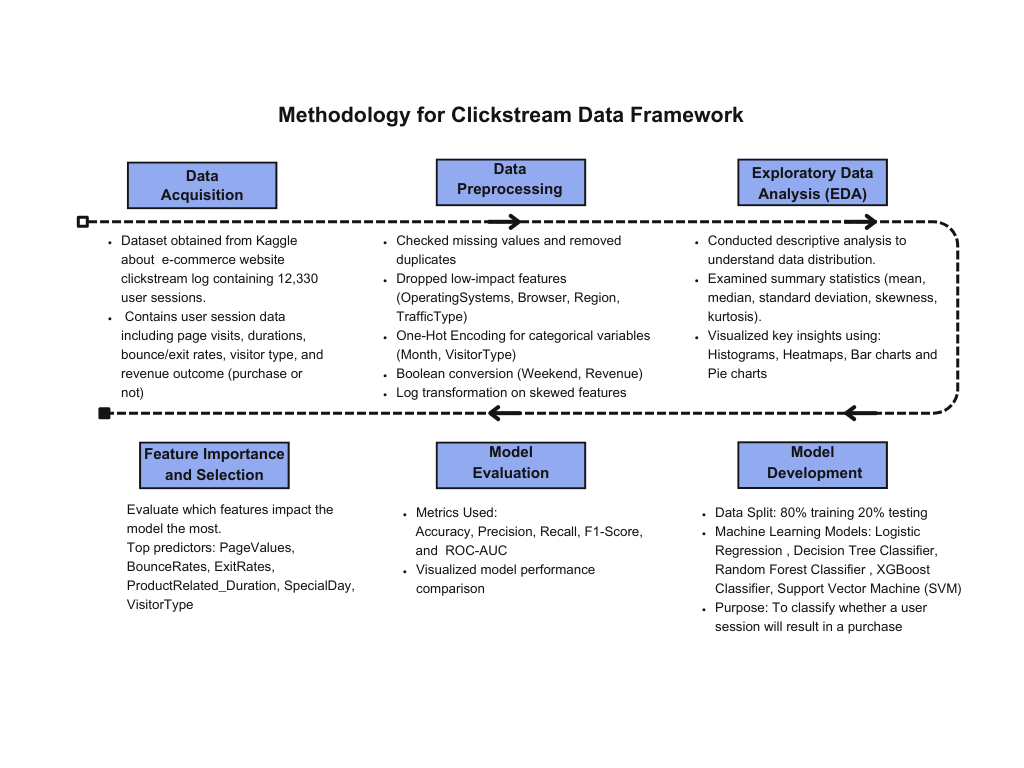 Methodology for Clickstream Data Framework
Data
Acquisition
• Dataset obtained from Kaggle
about  e-commerce website
clickstream log containing 12,330
user sessions.
•  Contains user session data
including page visits, durations,
bounce/exit rates, visitor type, and
revenue outcome (purchase or
not)
Data
Preprocessing
• Checked missing values and removed
duplicates
• Dropped low-impact features
(OperatingSystems, Browser, Region,
TrafficType)
• One-Hot Encoding for categorical variables
(Month, VisitorType)
• Boolean conversion (Weekend, Revenue)
• Log transformation on skewed features
Exploratory Data
Analysis (EDA)
• Conducted descriptive analysis to
understand data distribution.
• Examined summary statistics (mean,
median, standard deviation, skewness,
kurtosis).
• Visualized key insights using:
Histograms, Heatmaps, Bar charts and
Pie charts
Model
Development
• Data Split: 80% training 20% testing
• Machine Learning Models: Logistic
Regression , Decision Tree Classifier,
Random Forest Classifier , XGBoost
Classifier, Support Vector Machine (SVM)
• Purpose: To classify whether a user
session will result in a purchase
Model
Evaluation
• Metrics Used:
Accuracy, Precision, Recall, F1-Score,
and  ROC-AUC
• Visualized model performance
comparison
Feature Importance
and Selection
Evaluate which features impact the
model the most.
Top predictors: PageValues,
BounceRates, ExitRates,
ProductRelated_Duration, SpecialDay,
VisitorType